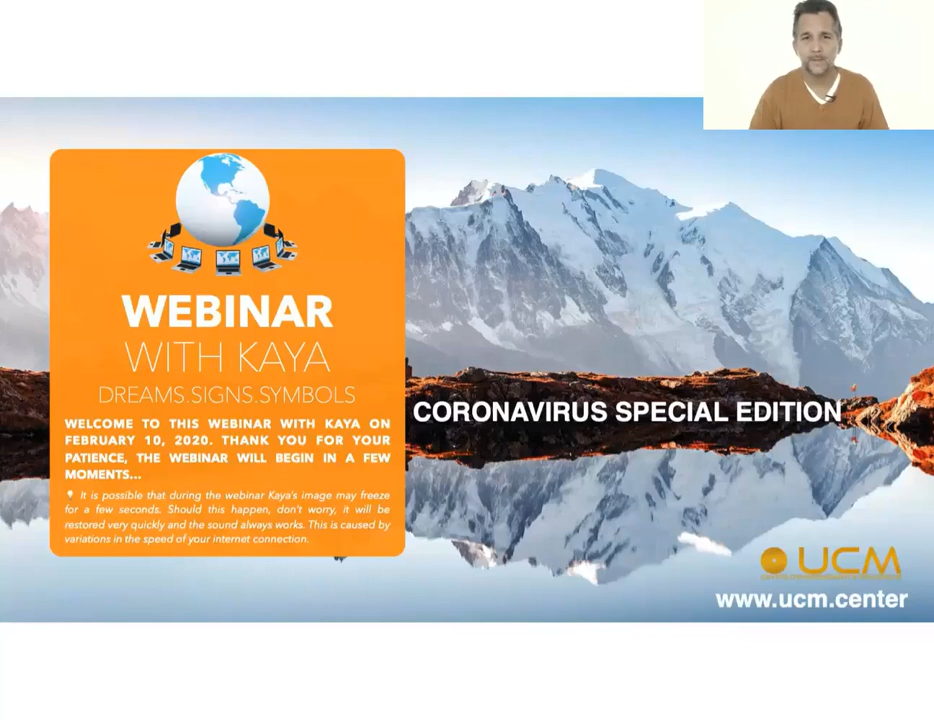 WEBINAR
WITH KAYA
DREAMS.SIGNS.SYMBOLS
WELCOME TO THIS WEBINAR WITH KAYA ON
FEBRUARY 10, 2020. THANK YOU FOR YOUR
PATIENCE, THE WEBINAR WILL BEGIN IN A FEW
MOMENTS...
It is possible that during the webinar Kaya's image may freeze
for a few seconds. Should this happen, don't worry, it will be
restored very quickly and the sound always works. This is caused by
variations in the speed of your internet connection.
CORONAVIRUS SPECIAL EDITION
UCM
www.ucm.center